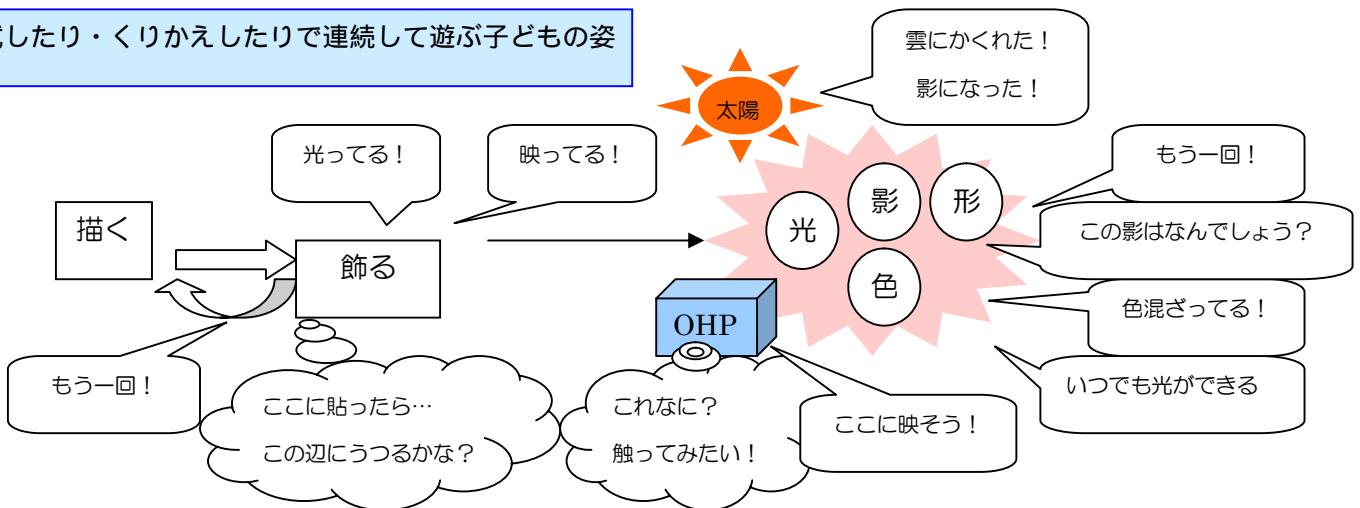 したり・くりかえしたりで連続して遊ぶ子どもの姿
太陽
雲にかくれた！
影になった！
光ってる！
映ってる！
もう一回！
描く
飾る
光
影
形
色
この影はなんでしょう？
OHP
色混ざってる！
もう一回！
ここに貼ったら…
この辺にうつるかな？
これなに？
触ってみたい！
ここに映そう！
いつでも光ができる